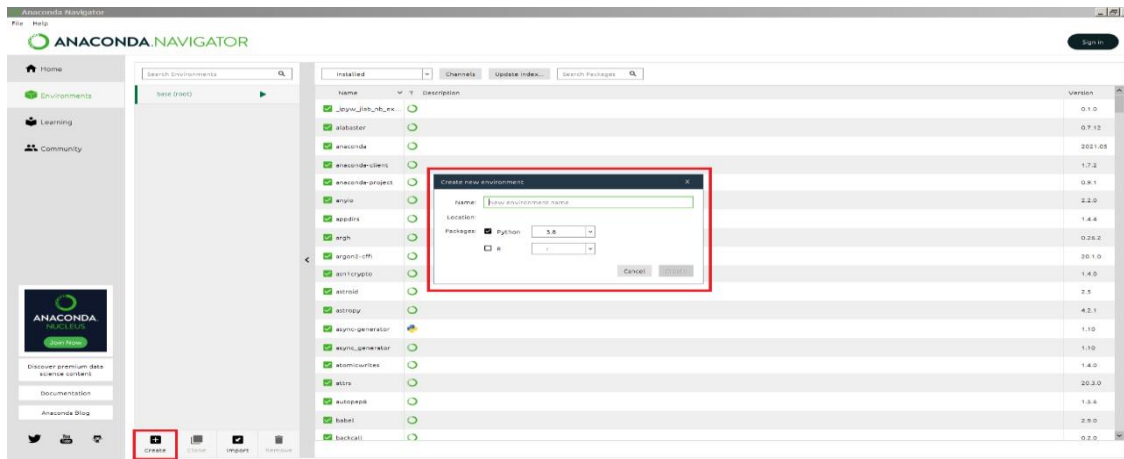 Anaconda Navigator
File Help
ANACONDA.NAVIGATOR
Sign in
Home
Environments
Learning
Community
ANACONDA.
NUCLEUS
Join Now
Discover premium data
science content
Documentation
Anaconda Blog
You
Tube
Search Environments
base (root)
Create Clone Import Remove
Installed Channels Update index... Search Packages
Name T Description Version
_ipyw_jlab_nb_ex... 0.1.0
alabaster 0.7.12
anaconda 2021.05
anaconda-client 1.7.2
anaconda-project 0.9.1
anyio 2.2.0
appdirs 1.4.4
argh 0.26.2
argon2-cffi 20.1.0
asn1crypto 1.4.0
astroid 2.5
astropy 4.2.1
async-generator 1.10
async_generator 1.10
atomicwrites 1.4.0
attrs 20.3.0
autopep8
babel 2.9.0
backcall 0.2.0
Create new environment X
Name: New environment name
Location:
Packages: Python 3.8
R
Cancel Create